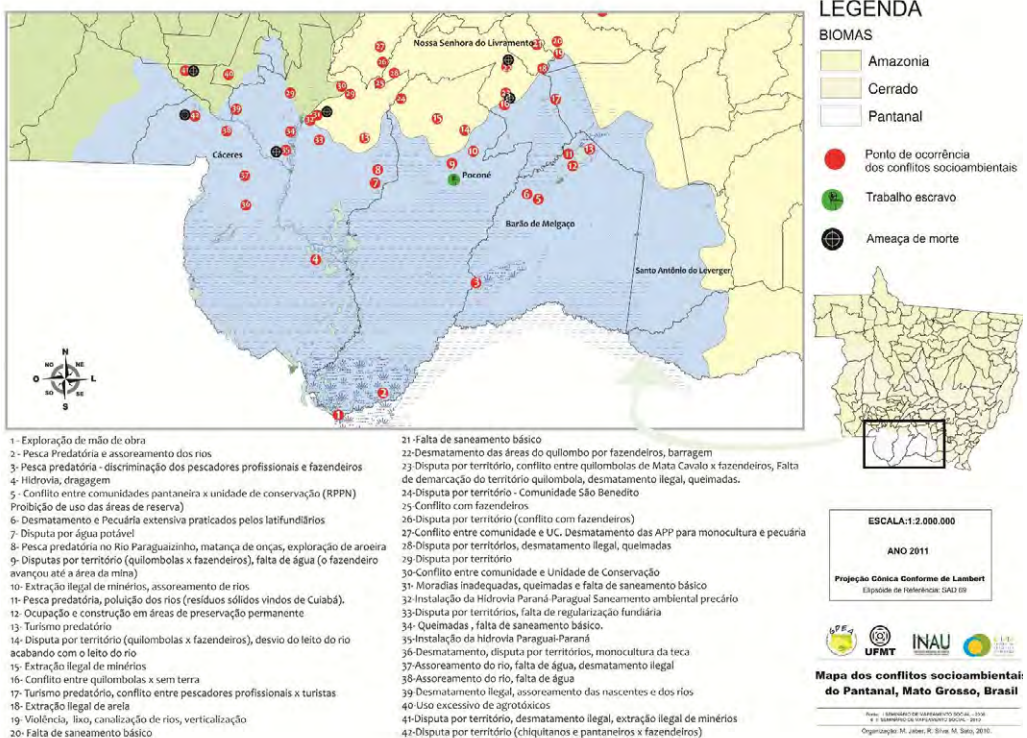 Nossa Senhora do Livramento
Cáceres
Poconé
Barão de Melgaço
Santo Antônio do Leverger
N
NO NE
O L
SO SE
S
1- Exploração de mão de obra
2 - Pesca Predatória e assoreamento dos rios
3- Pesca predatória - discriminação dos pescadores profissionais e fazendeiros
4- Hidrovia, dragagem
5 - Conflito entre comunidades pantaneira x unidade de conservação (RPPN)
Proibição de uso das áreas de reserva)
6- Desmatamento e Pecuária extensiva praticados pelos latifundiários
7- Disputa por água potável
8- Pesca predatória no Rio Paraguaizinho, matança de onças, exploração de aroeira
9- Disputas por território (quilombolas x fazendeiros), falta de água (o fazendeiro
avançou até a área da mina)
10- Extração ilegal de minérios, assoreamento de rios
11- Pesca predatória, poluição dos rios (resíduos sólidos vindos de Cuiabá).
12- Ocupação e construção em áreas de preservação permanente
13- Turismo predatório
14- Disputa por território (quilombolas x fazendeiros), desvio do leito do rio
acabando com o leito do rio
15- Extração ilegal de minérios
16- Conflito entre quilombolas x sem terra
17- Turismo predatório, conflito entre pescadores profissionais x turistas
18- Extração ilegal de areia
19- Violência, lixo, canalização de rios, verticalização
20- Falta de saneamento básico
21 -Falta de saneamento básico
22-Desmatamento das áreas do quilombo por fazendeiros, barragem
23-Disputa por território, conflito entre quilombolas de Mata Cavalo x fazendeiros, Falta
de demarcação do território quilombola, desmatamento ilegal, queimadas.
24-Disputa por território - Comunidade São Benedito
25-Conflito com fazendeiros
26-Disputa por território (conflito com fazendeiros)
27-Conflito entre comunidade e UC. Desmatamento das APP para monocultura e pecuária
28-Disputa por territórios, desmatamento ilegal, queimadas
29-Disputa por território
30-Conflito entre comunidade e Unidade de Conservação
31- Moradias inadequadas, queimadas e falta de saneamento básico
32-Instalação da Hidrovia Paraná-Paraguai Saneamento ambiental precário
33-Disputa por territórios, falta de regularização fundiária
34- Queimadas , falta de saneamento básico.
35-Instalação da hidrovia Paraguai-Paraná
36-Desmatamento, disputa por territórios, monocultura da teca
37-Assoreamento do rio, falta de água, desmatamento ilegal
38-Assoreamento do rio, falta de água
39-Desmatamento ilegal, assoreamento das nascentes e dos rios
40-Uso excessivo de agrotóxicos
41-Disputa por território, desmatamento ilegal, extração ilegal de minérios
42-Disputa por território (chiquitanos e pantaneiros x fazendeiros)
LEGENDA
BIOMAS
Amazonia
Cerrado
Pantanal
Ponto de ocorrência
dos conflitos socioambientais
Trabalho escravo
Ameaça de morte
ESCALA:1:2.000.000
ANO 2011
Projeção Cônica Conforme de Lambert
Elipsóide de Referência: SAD 69
GPEA
UFMT
INAU
Mapa dos conflitos socioambientais
do Pantanal, Mato Grosso, Brasil
Organização: M. Jaber; R. Silva; M. Sato, 2010.